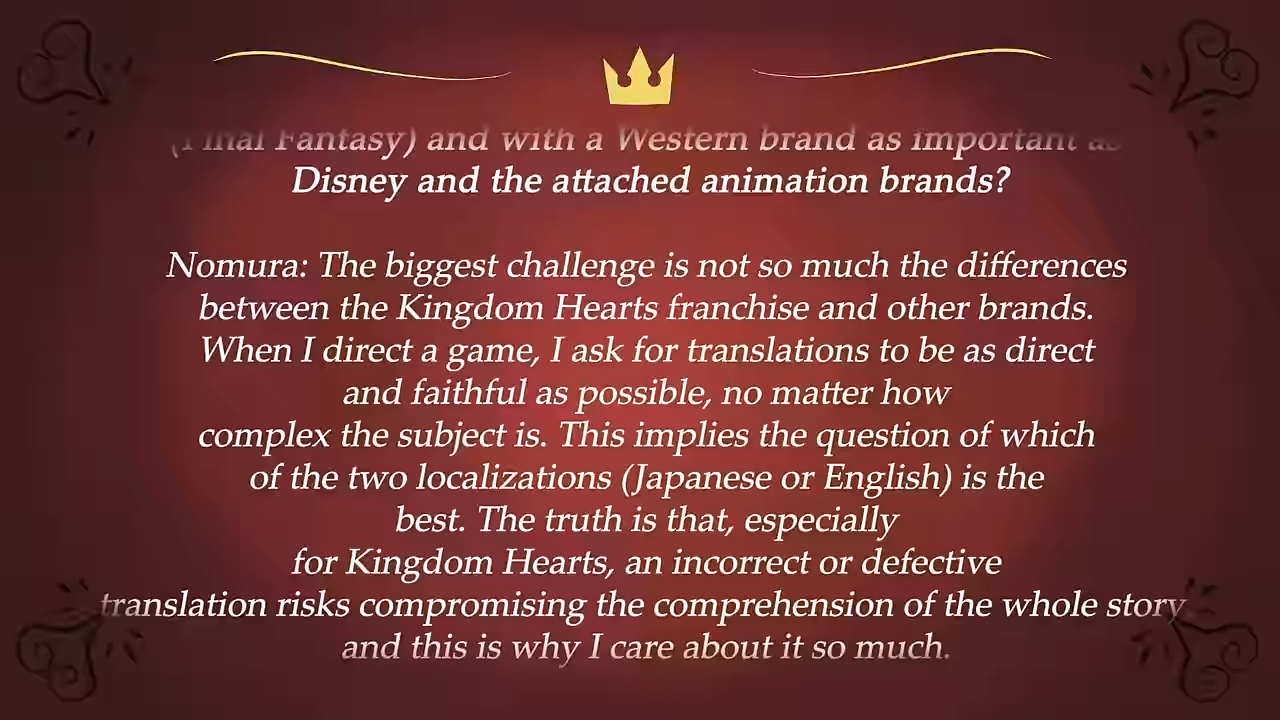 (Final Fantasy) and with a Western brand as important as
Disney and the attached animation brands?
Nomura: The biggest challenge is not so much the differences
between the Kingdom Hearts franchise and other brands.
When I direct a game, I ask for translations to be as direct
and faithful as possible, no matter how
complex the subject is. This implies the question of which
of the two localizations (Japanese or English) is the
best. The truth is that, especially
for Kingdom Hearts, an incorrect or defective
translation risks compromising the comprehension of the whole story
and this is why I care about it so much.